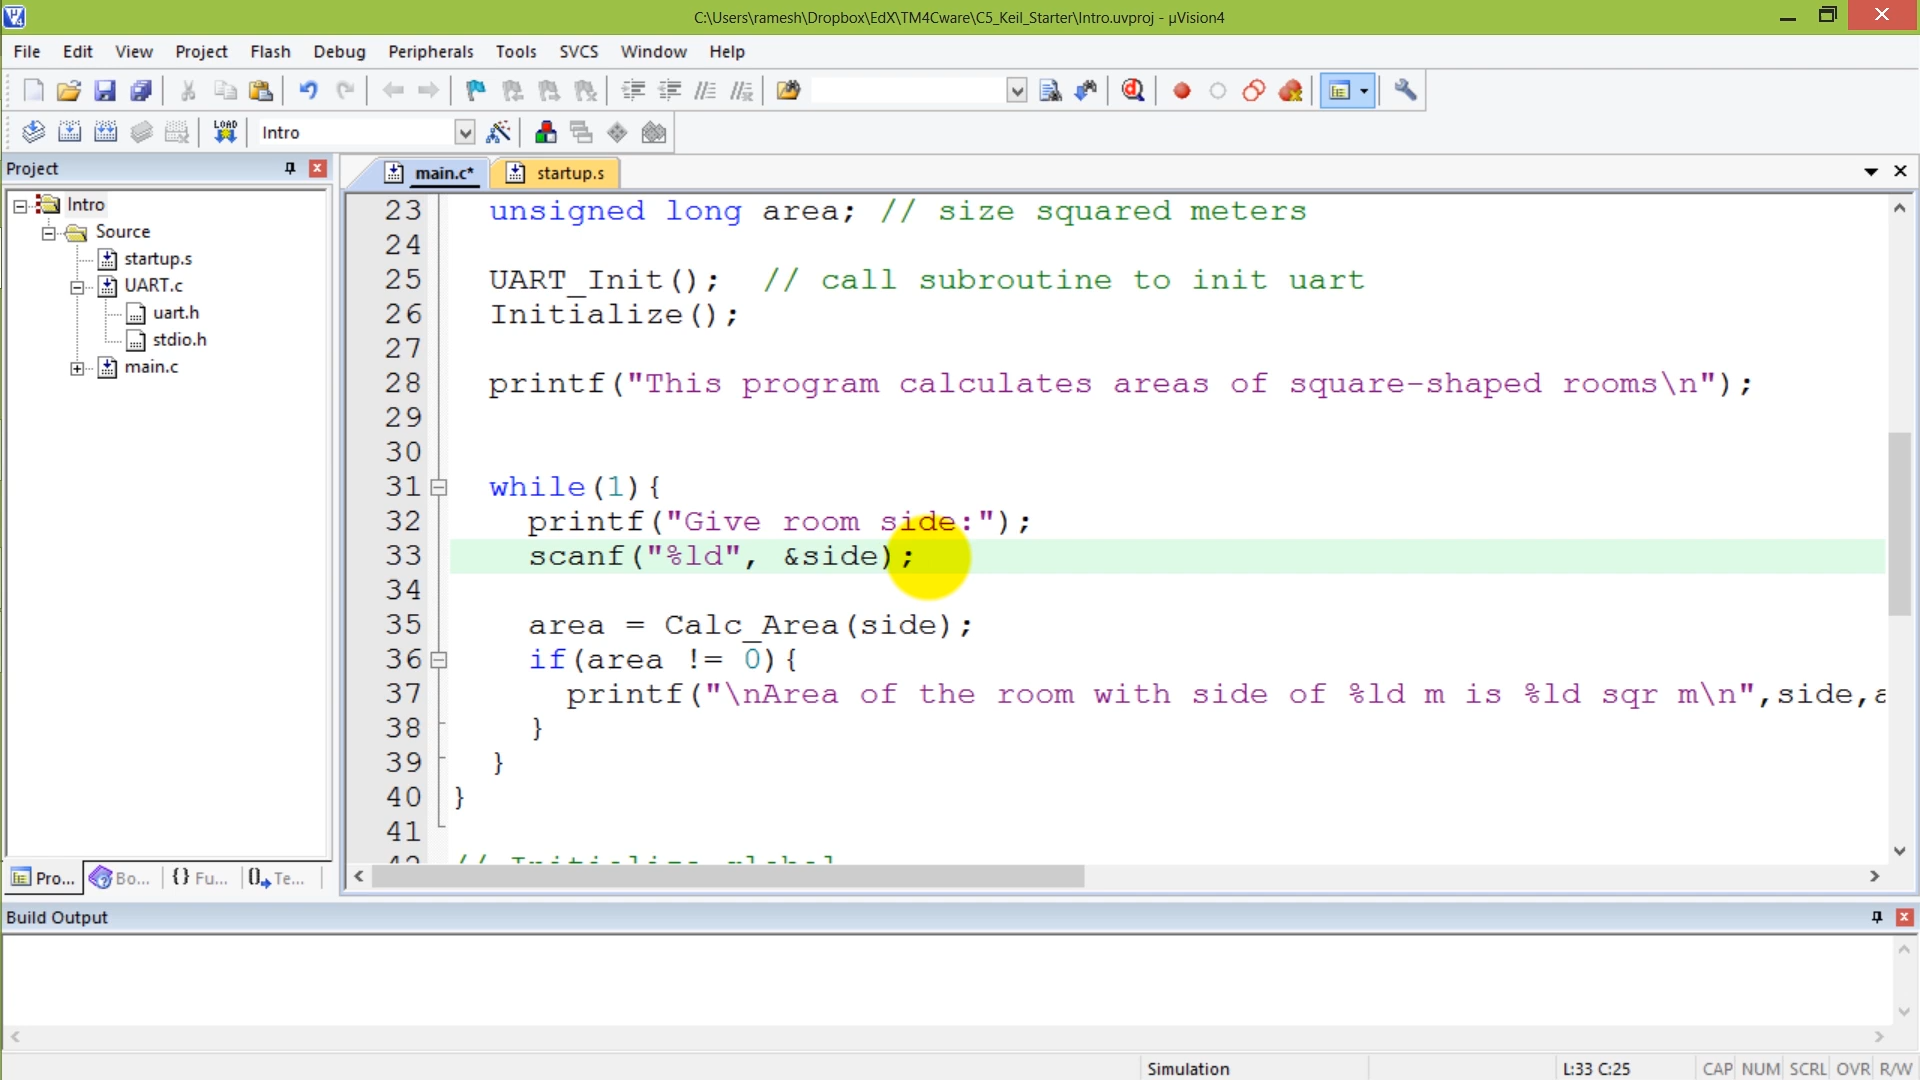 C:\Users\ramesh\Dropbox\EdX\TM4Cware\C5_Keil_Starter\Intro.uvproj - µVision4
File Edit View Project Flash Debug Peripherals Tools SVCS Window Help
LOAD Intro
Project
main.c* startup.s
Intro
Source
startup.s
UART.c
uart.h
stdio.h
main.c
23 unsigned long area; // size squared meters
24
25 UART_Init(); // call subroutine to init uart
26 Initialize();
27
28 printf("This program calculates areas of square-shaped rooms\n");
29
30
31 while(1){
32 printf("Give room side:");
33 scanf("%ld", &side);
34
35 area = Calc_Area(side);
36 if(area != 0){
37 printf("\nArea of the room with side of %ld m is %ld sqr m\n",side,a
38 }
39 }
40 }
41
42 // Initialize global
Pro... Bo... {} Fu... Te...
Build Output
Simulation L:33 C:25 CAP NUM SCRL OVR R/W